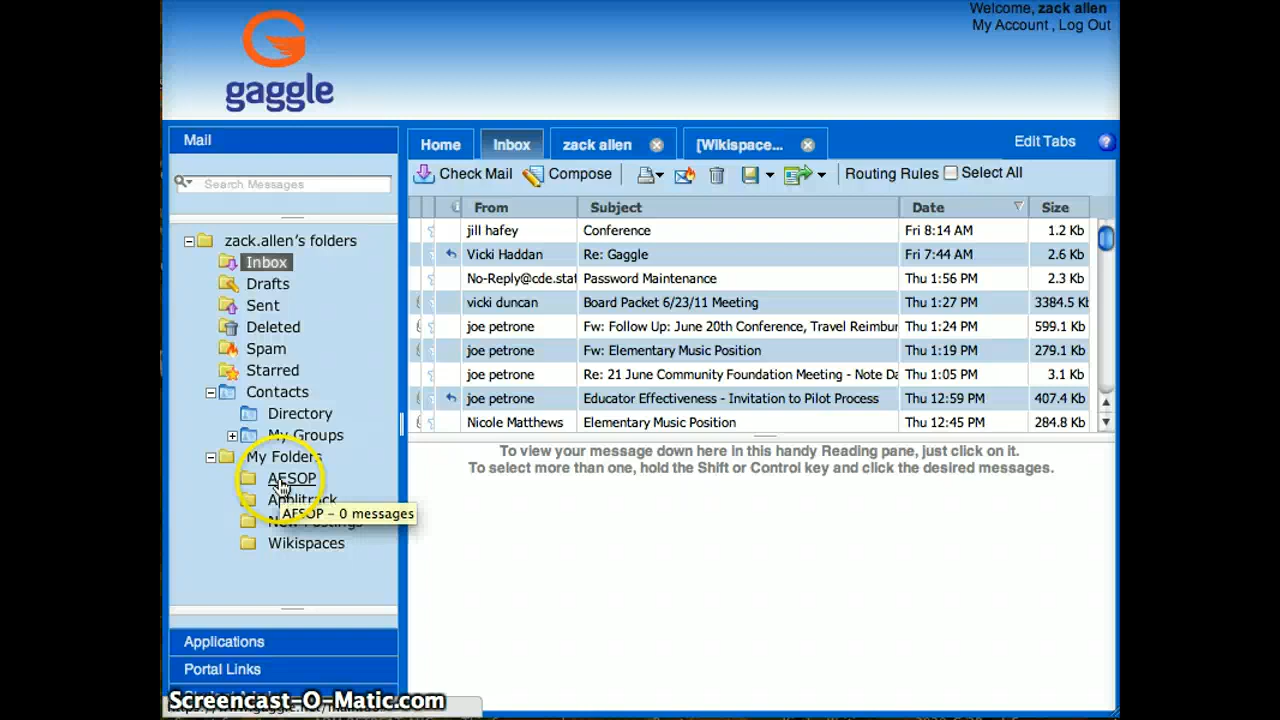 Welcome, zack allen
My Account , Log Out
gaggle
Mail
Search Messages
zack.allen's folders
Inbox
Drafts
Sent
Deleted
Spam
Starred
Contacts
Directory
My Groups
My Folders
AESOP
Applitrack
AESOP - 0 messages
Wikispaces
Applications
Portal Links
Home
Inbox
zack allen
[Wikispace...
Edit Tabs
?
Check Mail
Compose
Routing Rules
Select All
From Subject Date Size
jill hafey Conference Fri 8:14 AM 1.2 Kb
Vicki Haddan Re: Gaggle Fri 7:44 AM 2.6 Kb
No-Reply@cde.sta Password Maintenance Thu 1:56 PM 2.3 Kb
vicki duncan Board Packet 6/23/11 Meeting Thu 1:27 PM 3384.5 K
joe petrone Fw: Follow Up: June 20th Conference, Travel Reimbur Thu 1:24 PM 599.1 Kb
joe petrone Fw: Elementary Music Position Thu 1:19 PM 279.1 Kb
joe petrone Re: 21 June Community Foundation Meeting - Note Da Thu 1:05 PM 3.1 Kb
joe petrone Educator Effectiveness - Invitation to Pilot Process Thu 12:59 PM 407.4 Kb
Nicole Matthews Elementary Music Position Thu 12:45 PM 284.8 Kb
To view your message down here in this handy Reading pane, just click on it.
To select more than one, hold the Shift or Control key and click the desired messages.
Screencast-O-Matic.com